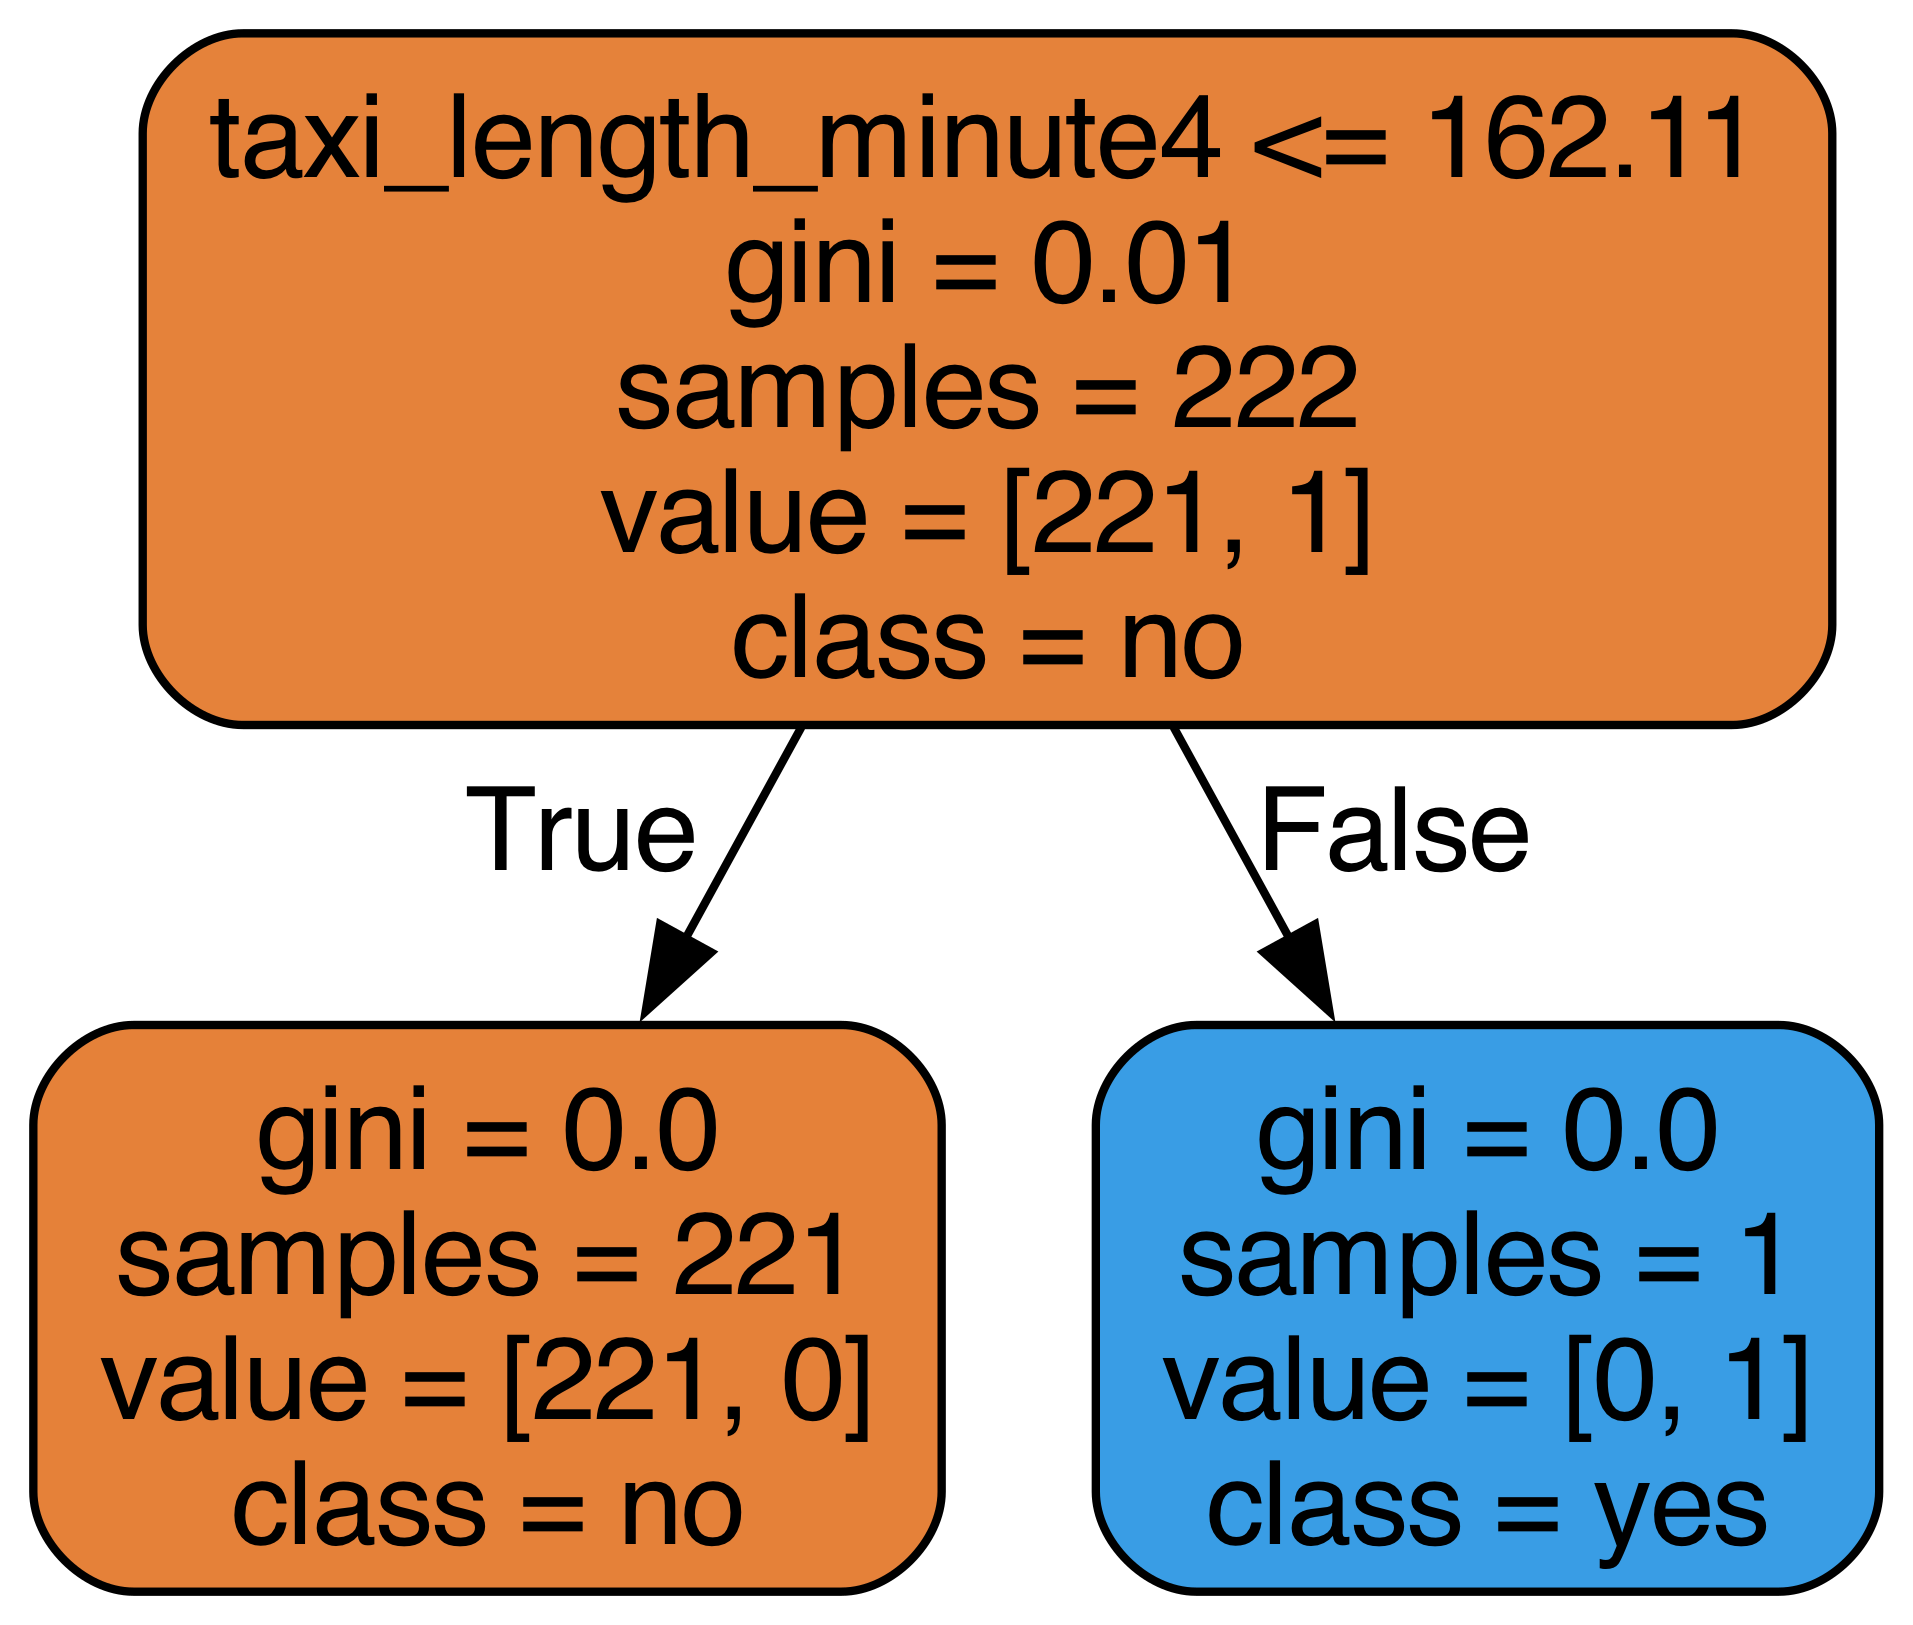 taxi_length_minute4 <= 162.11
gini = 0.01
samples = 222
value = [221, 1]
class = no
True
False
gini = 0.0
samples = 221
value = [221, 0]
class = no
gini = 0.0
samples = 1
value = [0, 1]
class = yes